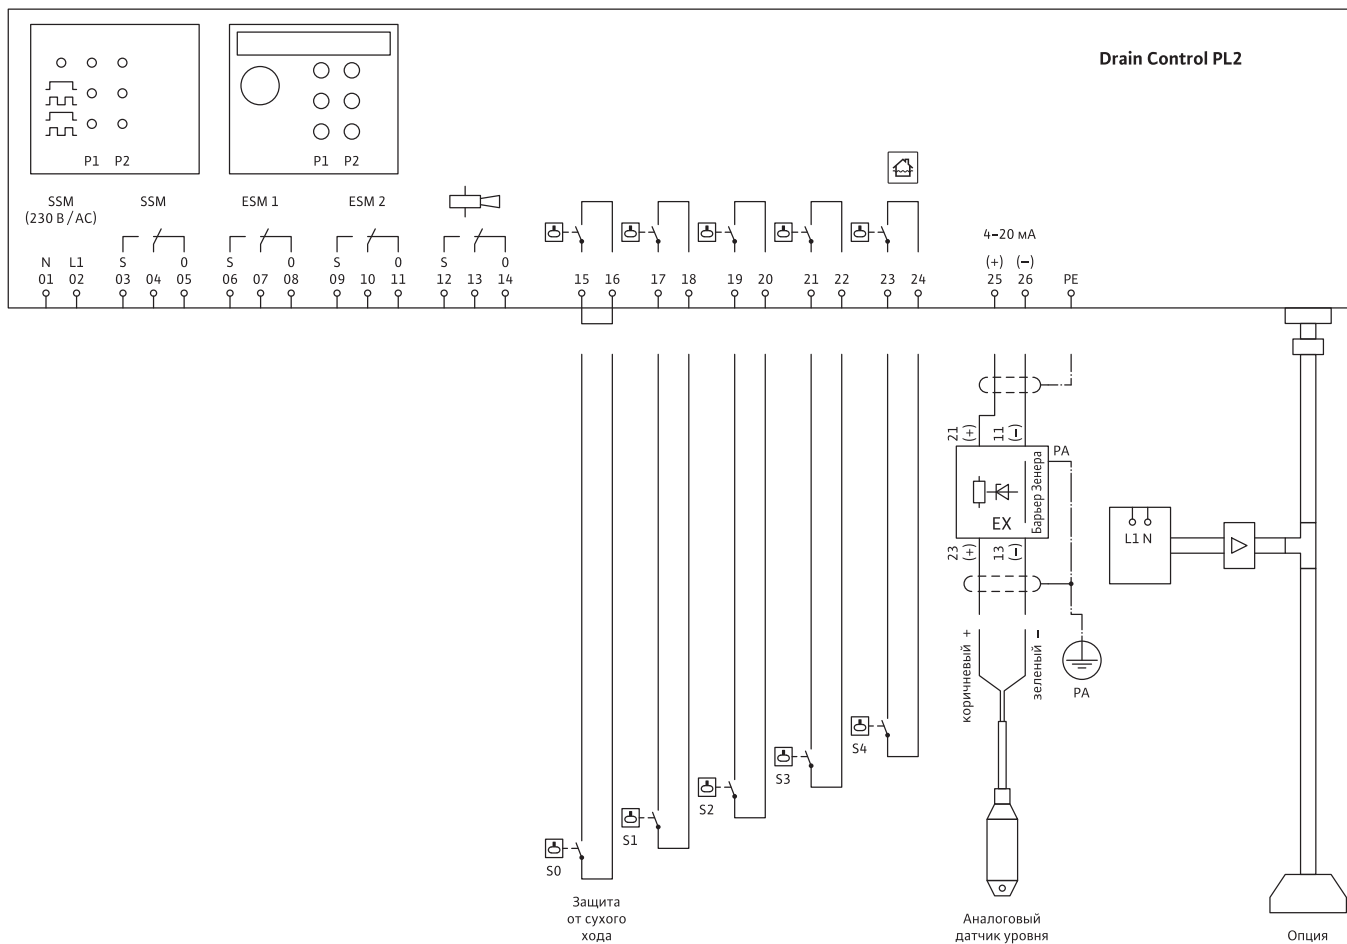 Drain Control PL2
P1 P2
P1 P2
SSM
(230 В / AC)
SSM
ESM 1
ESM 2
4–20 мА
N L1 S 0 S 0 S 0 S 0 (+) (–)
01 02 03 04 05 06 07 08 09 10 11 12 13 14 15 16 17 18 19 20 21 22 23 24 25 26 PE
21 (+) 11 (–)
PA
Барьер Зенера
EX
23 (+) 13 (–)
L1 N
коричневый +
зеленый –
PA
S4
S3
S2
S1
S0
Защита
от сухого
хода
Аналоговый
датчик уровня
Опция